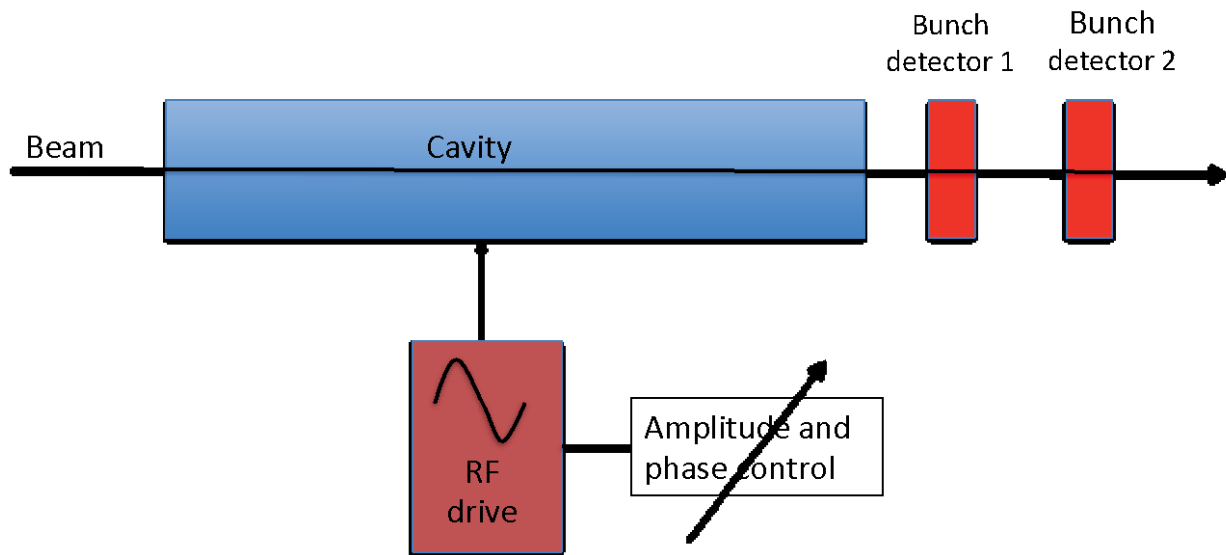 Bunch
detector 1
Bunch
detector 2
Beam
Cavity
RF
drive
Amplitude and
phase control